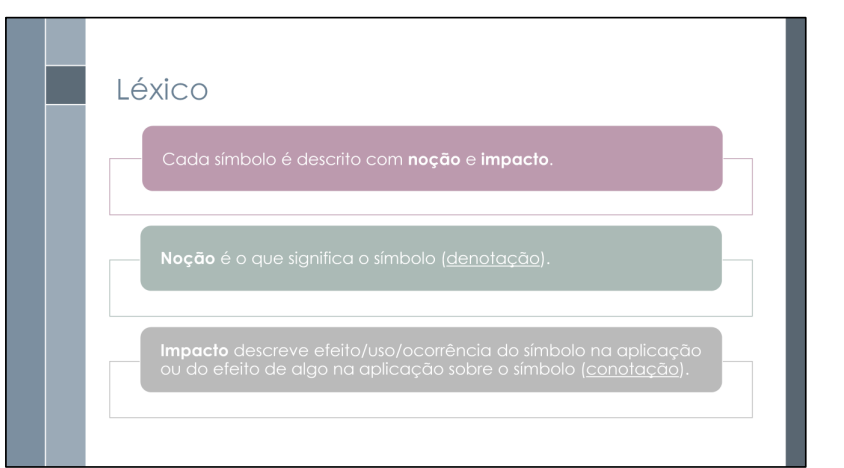 Léxico
Cada símbolo é descrito com noção e impacto.
Noção é o que significa o símbolo (denotação).
Impacto descreve efeito/uso/ocorrência do símbolo na aplicação
ou do efeito de algo na aplicação sobre o símbolo (conotação).